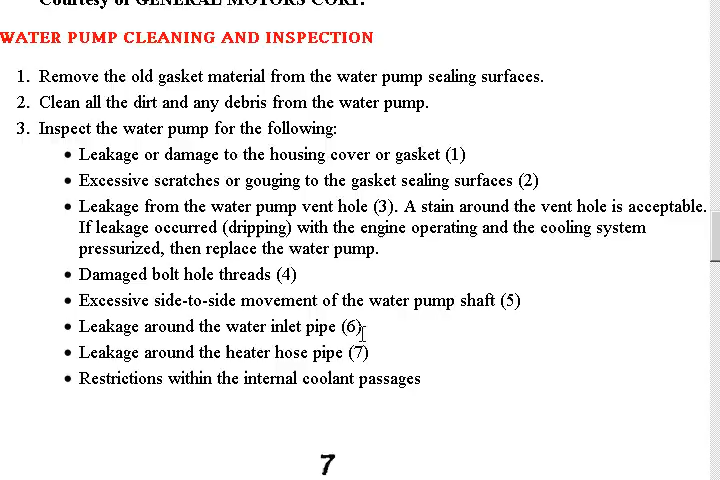 Courtesy of GENERAL MOTORS CORP.
WATER PUMP CLEANING AND INSPECTION
1. Remove the old gasket material from the water pump sealing surfaces.
2. Clean all the dirt and any debris from the water pump.
3. Inspect the water pump for the following:
• Leakage or damage to the housing cover or gasket (1)
• Excessive scratches or gouging to the gasket sealing surfaces (2)
• Leakage from the water pump vent hole (3). A stain around the vent hole is acceptable.
If leakage occurred (dripping) with the engine operating and the cooling system
pressurized, then replace the water pump.
• Damaged bolt hole threads (4)
• Excessive side-to-side movement of the water pump shaft (5)
• Leakage around the water inlet pipe (6)
• Leakage around the heater hose pipe (7)
• Restrictions within the internal coolant passages
7